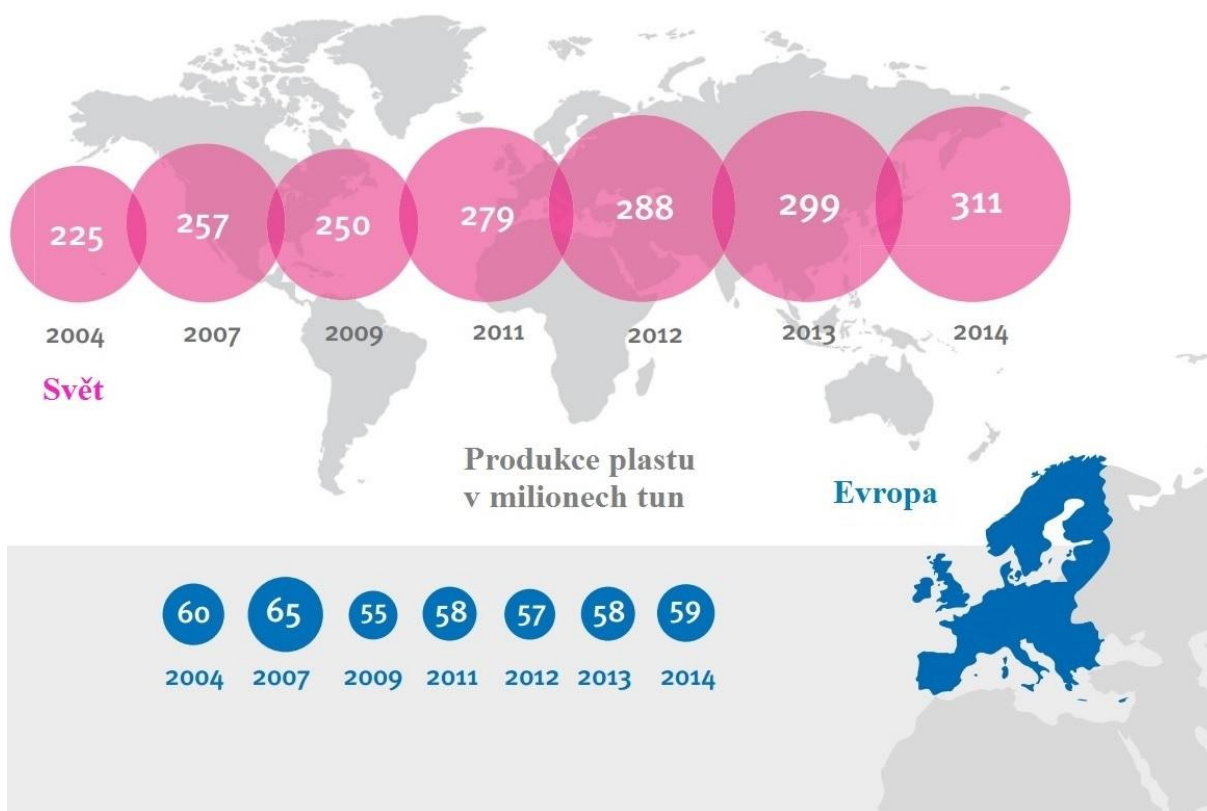 225 257 250 279 288 299 311
2004 2007 2009 2011 2012 2013 2014
Svět
Produkce plastu
v milionech tun
Evropa
60 65 55 58 57 58 59
2004 2007 2009 2011 2012 2013 2014